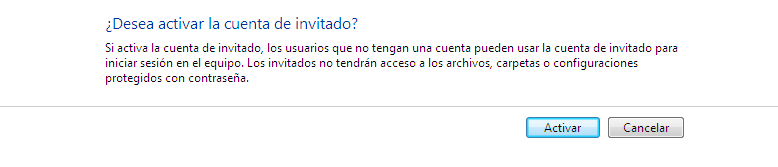 ¿Desea activar la cuenta de invitado?
Si activa la cuenta de invitado, los usuarios que no tengan una cuenta pueden usar la cuenta de invitado para
iniciar sesión en el equipo. Los invitados no tendrán acceso a los archivos, carpetas o configuraciones
protegidos con contraseña.
Activar Cancelar